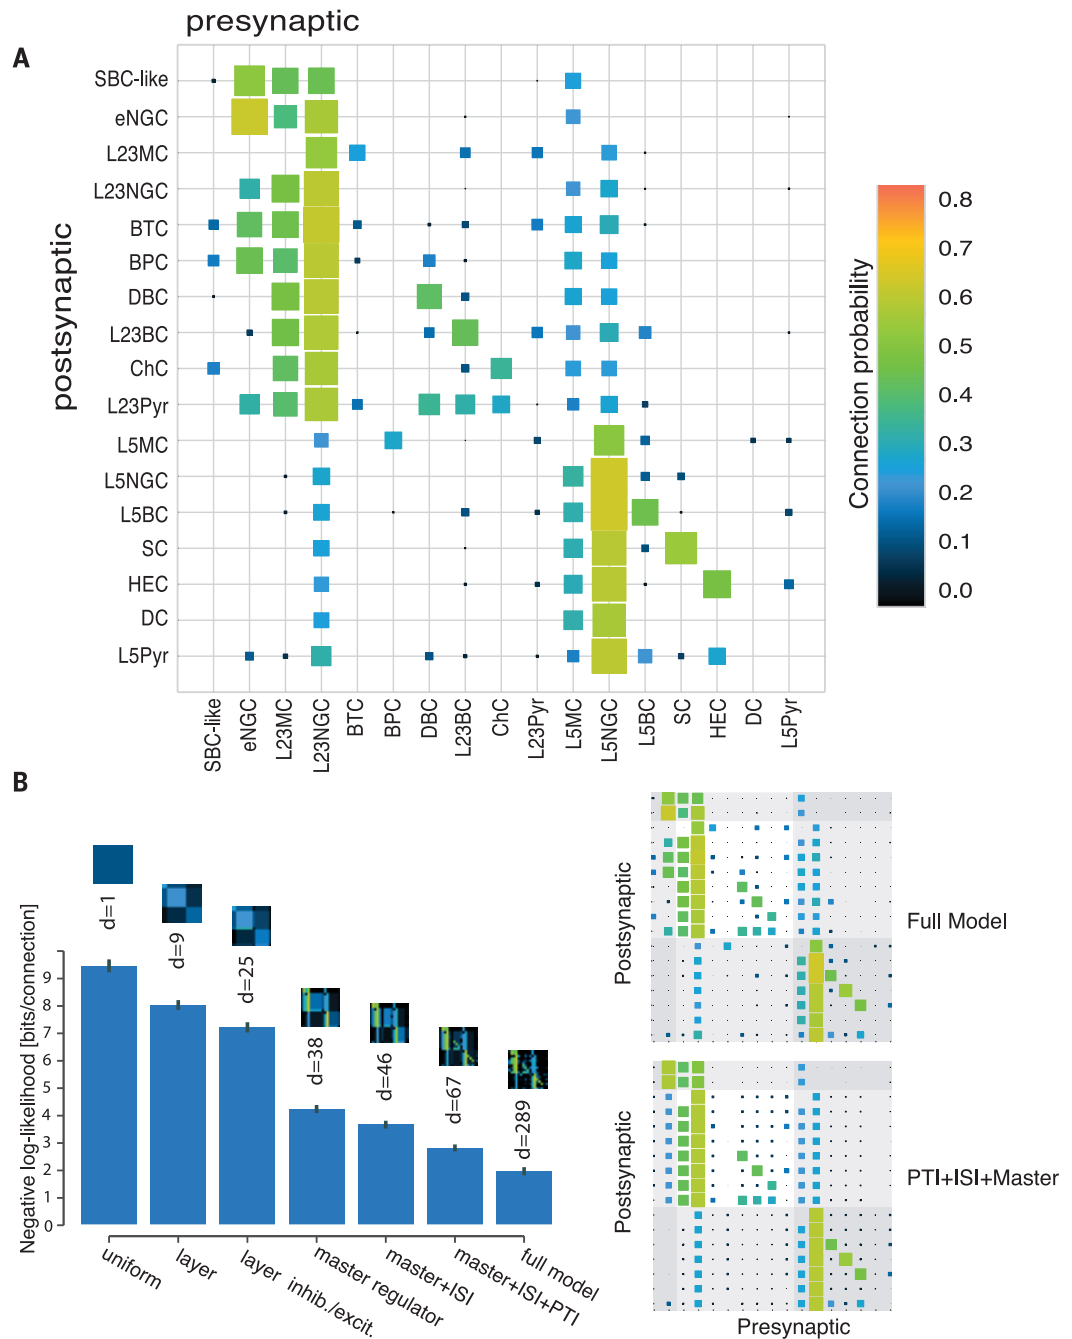 presynaptic
A
postsynaptic
SBC-like
eNGC
L23MC
L23NGC
BTC
BPC
DBC
L23BC
ChC
L23Pyr
L5MC
L5NGC
L5BC
SC
HEC
DC
L5Pyr
SBC-like
eNGC
L23MC
L23NGC
BTC
BPC
DBC
L23BC
ChC
L23Pyr
L5MC
L5NGC
L5BC
SC
HEC
DC
L5Pyr
Connection probability
0.8
0.7
0.6
0.5
0.4
0.3
0.2
0.1
0.0
B
Negative log-likelihood [bits/connection]
9
8
7
6
5
4
3
2
1
0
d=1
d=9
d=25
d=38
d=46
d=67
d=289
uniform
layer
layer inhib./excit.
master regulator
master+ISI
master+ISI+PTI
full model
Postsynaptic
Full Model
Postsynaptic
PTI+ISI+Master
Presynaptic